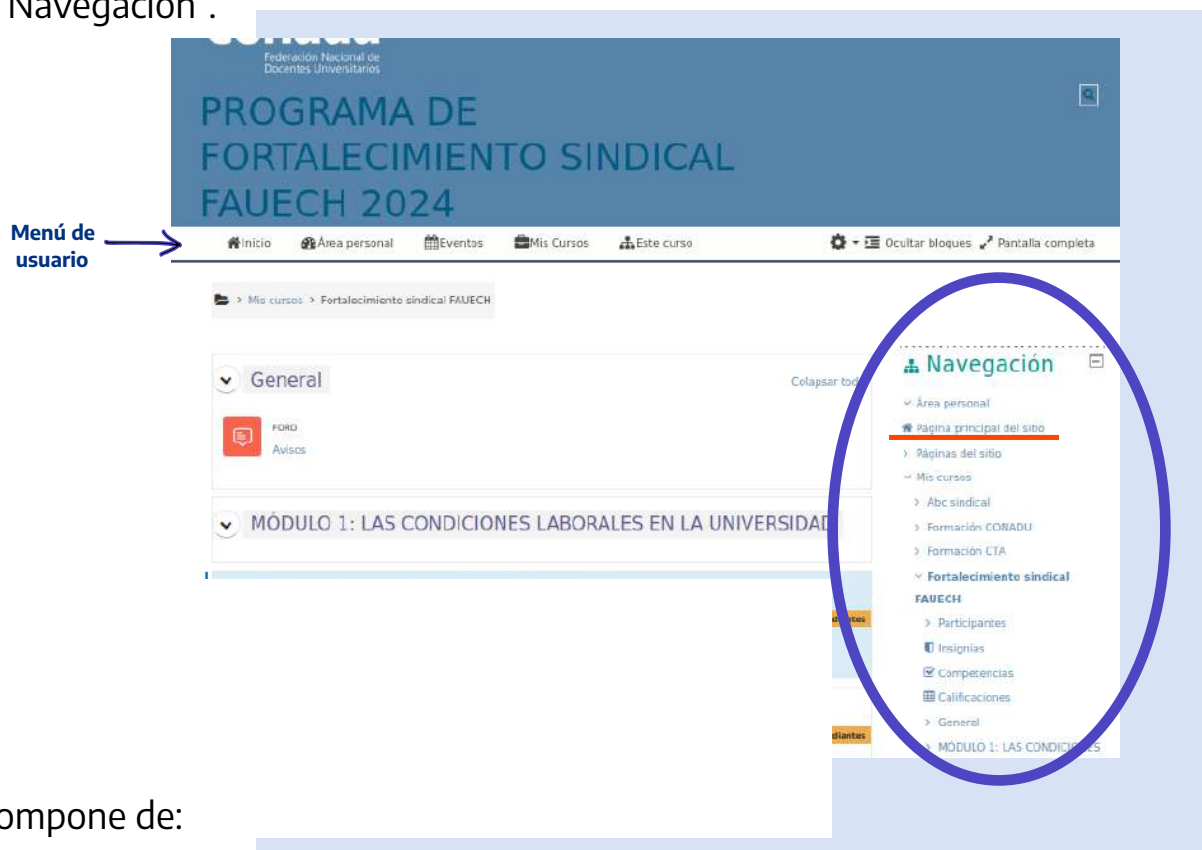 Navegación".
Federación Nacional de
Docentes Universitarios
PROGRAMA DE
FORTALECIMIENTO SINDICAL
FAUECH 2024
Menú de
usuario
Inicio Área personal Eventos Mis Cursos Este curso Ocultar bloques Pantalla completa
> Mis cursos > Fortalecimiento sindical FAUECH
General
Colapsar
FORO
Avisos
MÓDULO 1: LAS CONDICIONES LABORALES EN LA UNIVERSIDAD
Navegación
Área personal
Página principal del sitio
> Páginas del sitio
Mis cursos
> Abc sindical
> Formación CONADU
> Formación CTA
Fortalecimiento sindical
FAUECH
> Participantes
Insignias
Competencias
Calificaciones
> General
> MÓDULO 1: LAS CONDICIONES
ompone de: